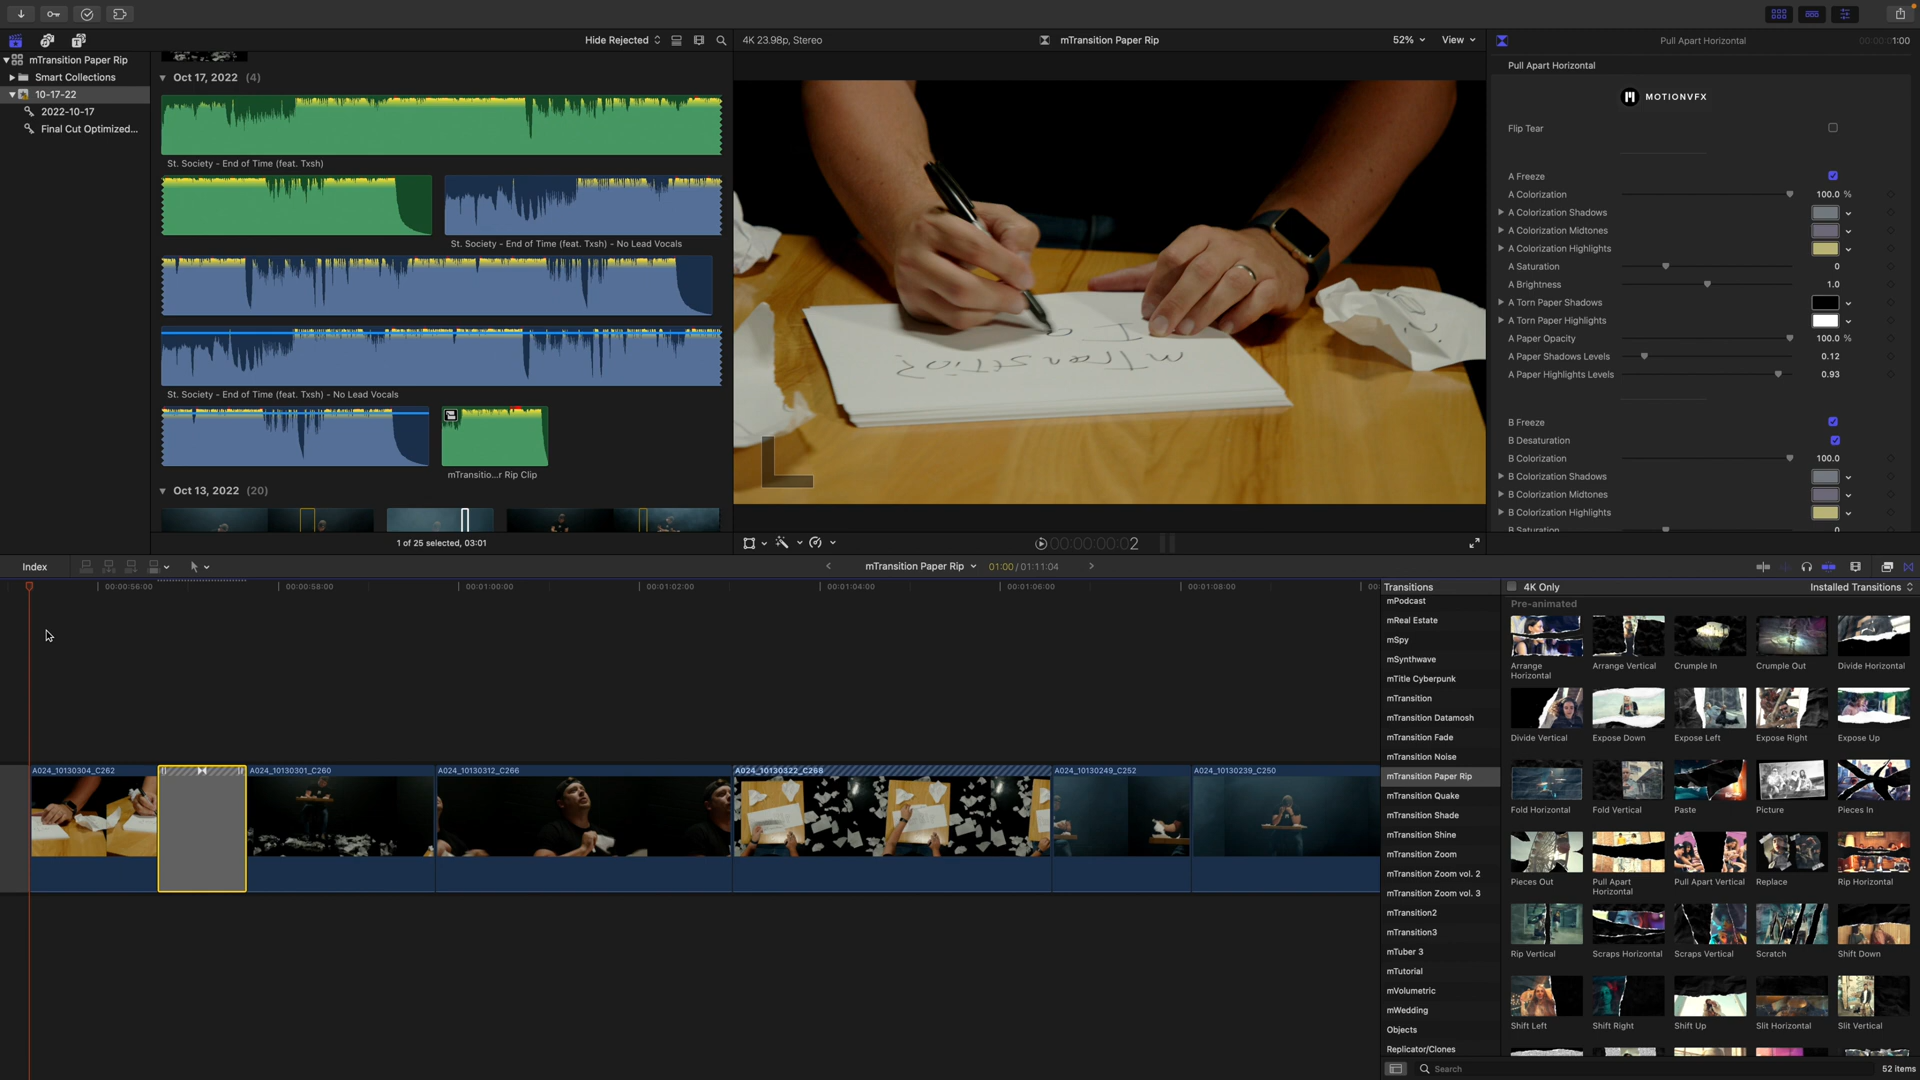 Hide Rejected
4K 23.98p, Stereo
mTransition Paper Rip
52%
View
Pull Apart Horizontal
1:00
mTransition Paper Rip
Smart Collections
10-17-22
2022-10-17
Final Cut Optimized...
Oct 17, 2022 (4)
St. Society - End of Time (feat. Txsh)
St. Society - End of Time (feat. Txsh) - No Lead Vocals
St. Society - End of Time (feat. Txsh) - No Lead Vocals
mTransitio...r Rip Clip
Oct 13, 2022 (20)
1 of 25 selected, 03:01
mTransitio
00:00:00:02
Pull Apart Horizontal
MOTIONVFX
Flip Tear
A Freeze
A Colorization 100.0 %
A Colorization Shadows
A Colorization Midtones
A Colorization Highlights
A Saturation 0
A Brightness 1.0
A Torn Paper Shadows
A Torn Paper Highlights
A Paper Opacity 100.0 %
A Paper Shadows Levels 0.12
A Paper Highlights Levels 0.93
B Freeze
B Desaturation
B Colorization 100.0
B Colorization Shadows
B Colorization Midtones
B Colorization Highlights
B Saturation 0
Index
mTransition Paper Rip
01:00 / 01:11:04
00:00:56:00
00:00:58:00
00:01:00:00
00:01:02:00
00:01:04:00
00:01:06:00
00:01:08:00
00:
A024_10130304_C262
A024_10130301_C260
A024_10130312_C266
A024_10130322_C268
A024_10130249_C252
A024_10130239_C250
Transitions
4K Only
Installed Transitions
mPodcast
mReal Estate
mSpy
mSynthwave
mTitle Cyberpunk
mTransition
mTransition Datamosh
mTransition Fade
mTransition Noise
mTransition Paper Rip
mTransition Quake
mTransition Shade
mTransition Shine
mTransition Zoom
mTransition Zoom vol. 2
mTransition Zoom vol. 3
mTransition2
mTransition3
mTuber 3
mTutorial
mVolumetric
mWedding
Objects
Replicator/Clones
Pre-animated
Arrange Horizontal
Arrange Vertical
Crumple In
Crumple Out
Divide Horizontal
Divide Vertical
Expose Down
Expose Left
Expose Right
Expose Up
Fold Horizontal
Fold Vertical
Paste
Picture
Pieces In
Pieces Out
Pull Apart Horizontal
Pull Apart Vertical
Replace
Rip Horizontal
Rip Vertical
Scraps Horizontal
Scraps Vertical
Scratch
Shift Down
Shift Left
Shift Right
Shift Up
Slit Horizontal
Slit Vertical
Search
52 items